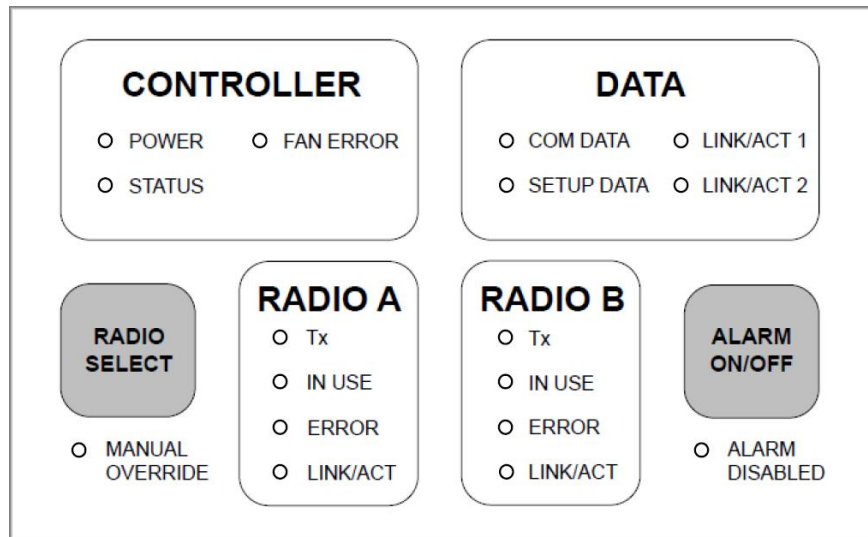 CONTROLLER
POWER
FAN ERROR
STATUS
DATA
COM DATA
LINK/ACT 1
SETUP DATA
LINK/ACT 2
RADIO
SELECT
MANUAL
OVERRIDE
RADIO A
Tx
IN USE
ERROR
LINK/ACT
RADIO B
Tx
IN USE
ERROR
LINK/ACT
ALARM
ON/OFF
ALARM
DISABLED